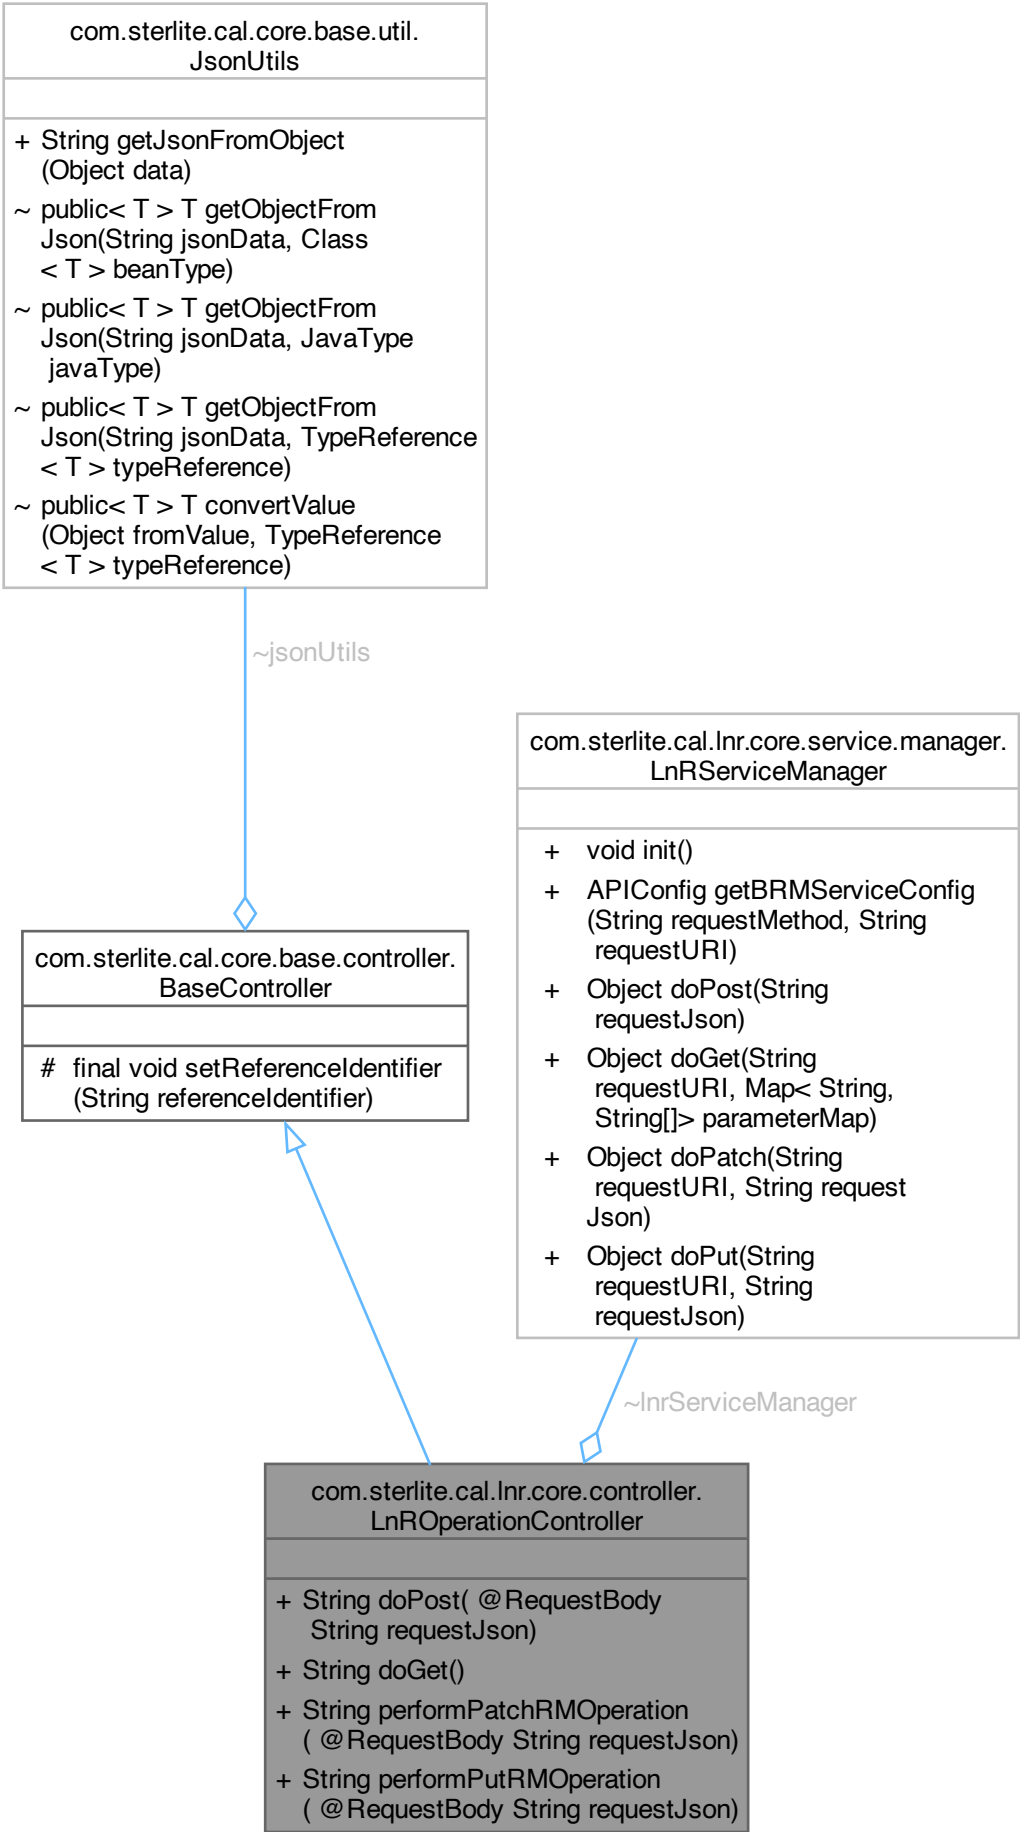 com.sterlite.cal.core.base.util.
JsonUtils
+ String getJsonFromObject
(Object data)
~ public< T > T getObjectFrom
Json(String jsonData, Class
< T > beanType)
~ public< T > T getObjectFrom
Json(String jsonData, JavaType
javaType)
~ public< T > T getObjectFrom
Json(String jsonData, TypeReference
< T > typeReference)
~ public< T > T convertValue
(Object fromValue, TypeReference
< T > typeReference)
~jsonUtils
com.sterlite.cal.lnr.core.service.manager.
LnRServiceManager
+ void init()
+ APIConfig getBRMServiceConfig
(String requestMethod, String
requestURI)
+ Object doPost(String
requestJson)
+ Object doGet(String
requestURI, Map< String,
String[]> parameterMap)
+ Object doPatch(String
requestURI, String request
Json)
+ Object doPut(String
requestURI, String
requestJson)
com.sterlite.cal.core.base.controller.
BaseController
# final void setReferenceIdentifier
(String referenceIdentifier)
~lnrServiceManager
com.sterlite.cal.lnr.core.controller.
LnROperationController
+ String doPost( @RequestBody
String requestJson)
+ String doGet()
+ String performPatchRMOperation
( @RequestBody String requestJson)
+ String performPutRMOperation
( @RequestBody String requestJson)